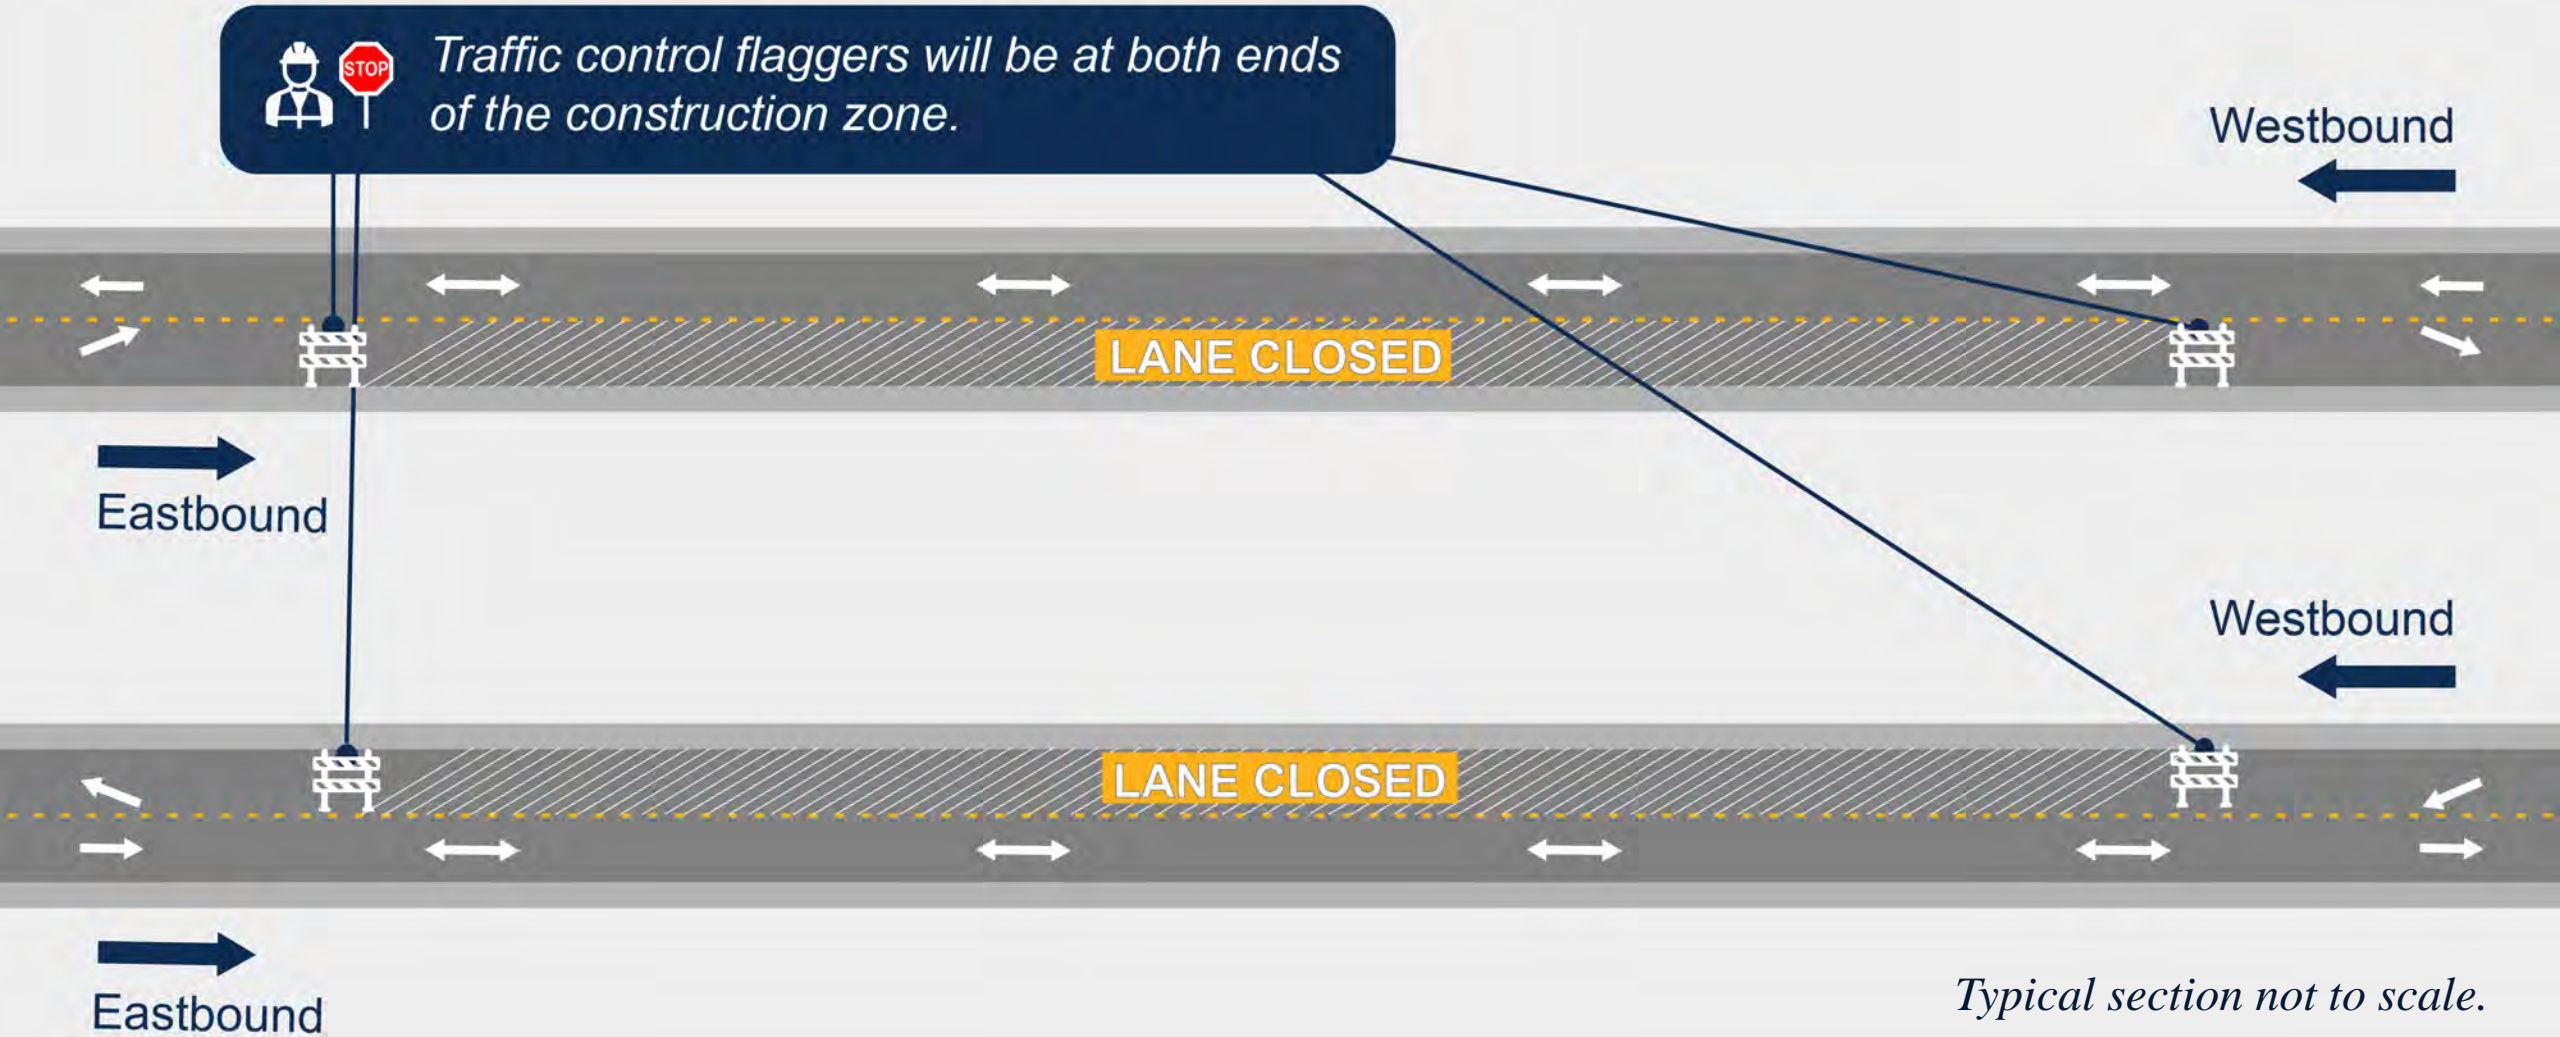 STOP
Traffic control flaggers will be at both ends
of the construction zone.
Westbound
LANE CLOSED
Eastbound
Westbound
LANE CLOSED
Eastbound
Typical section not to scale.